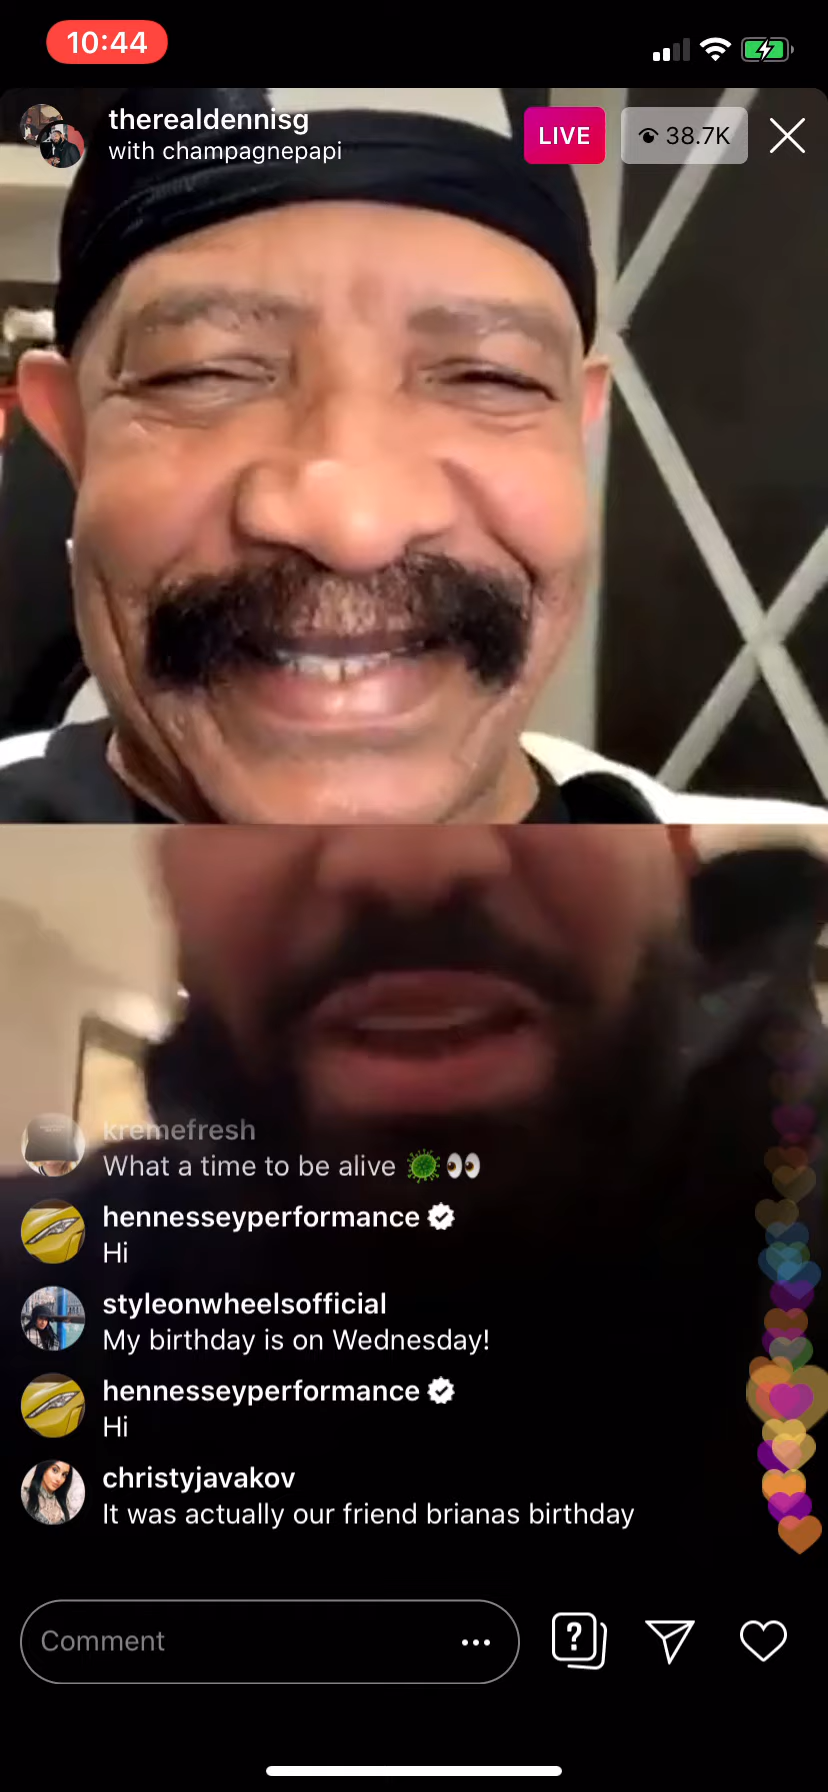 10:44
therealdennisg
with champagnepapi
LIVE
38.7K
kremefresh
What a time to be alive 🦠👀
hennesseyperformance
Hi
styleonwheelsofficial
My birthday is on Wednesday!
hennesseyperformance
Hi
christyjavakov
It was actually our friend brianas birthday
Comment
?